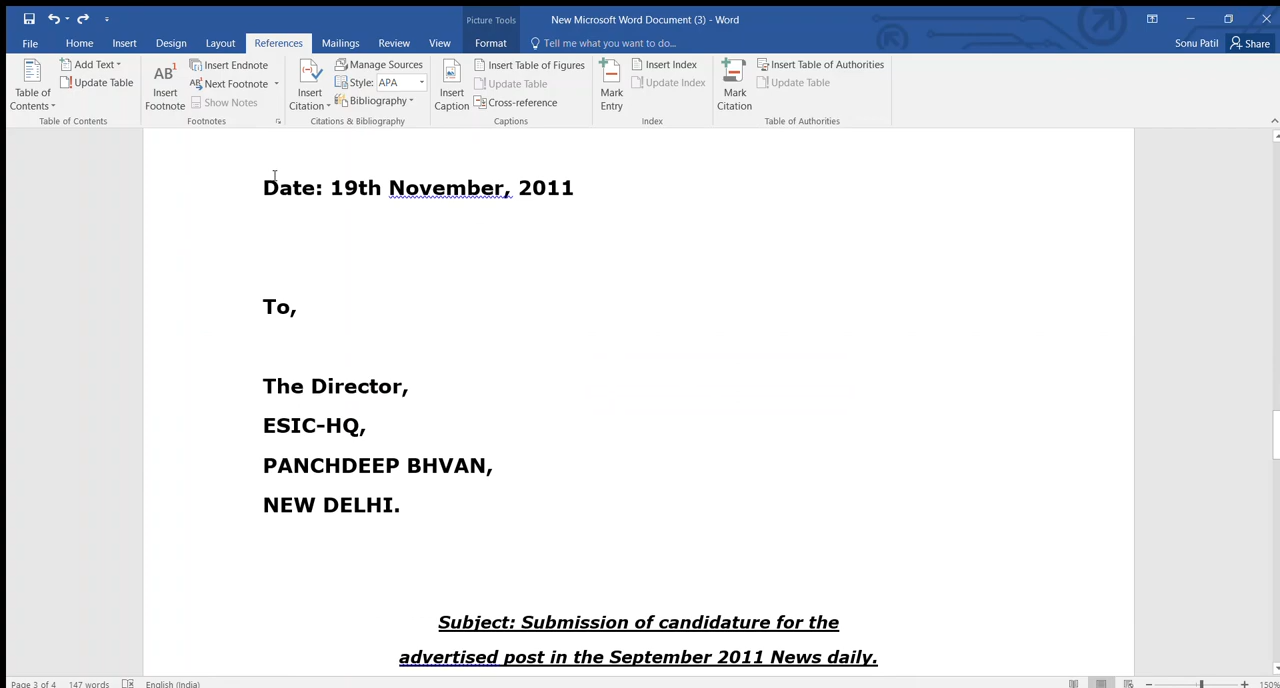 Picture Tools
New Microsoft Word Document (3) - Word
File Home Insert Design Layout References Mailings Review View Format Tell me what you want to do... Sonu Patil Share
Table of Contents
Add Text
Update Table
Table of Contents
AB1
Insert Footnote
Insert Endnote
AB1 Next Footnote
Show Notes
Footnotes
Insert Citation
Manage Sources
Style: APA
Bibliography
Citations & Bibliography
Insert Caption
Insert Table of Figures
Update Table
Cross-reference
Captions
Mark Entry
Insert Index
Update Index
Index
Mark Citation
Insert Table of Authorities
Update Table
Table of Authorities
Date: 19th November, 2011
To,
The Director,
ESIC-HQ,
PANCHDEEP BHVAN,
NEW DELHI.
Subject: Submission of candidature for the
advertised post in the September 2011 News daily.
Page 3 of 4 147 words English (India) 150%